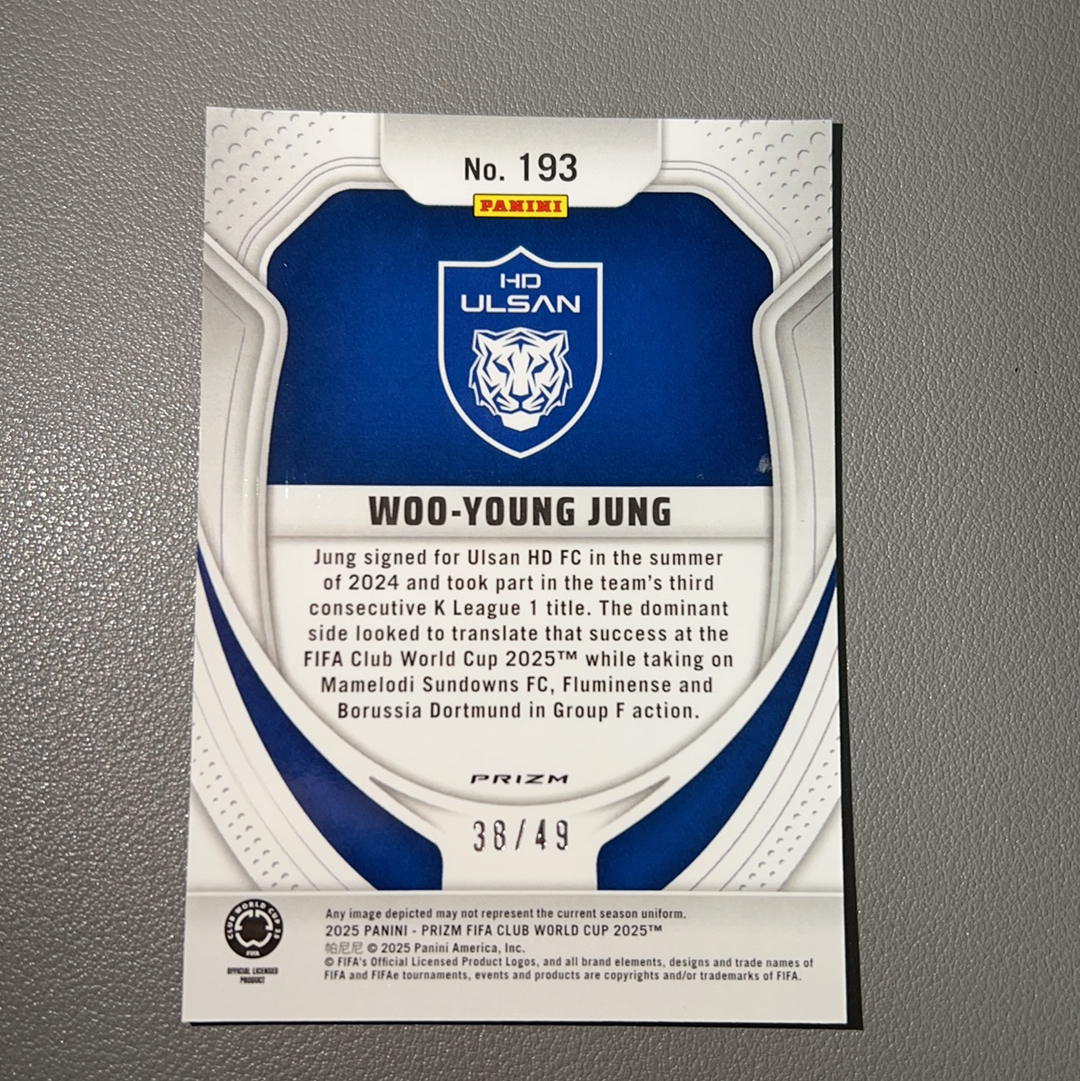 No. 193
PANINI
HD
ULSAN
WOO-YOUNG JUNG
Jung signed for Ulsan HD FC in the summer
of 2024 and took part in the team's third
consecutive K League 1 title. The dominant
side looked to translate that success at the
FIFA Club World Cup 2025™ while taking on
Mamelodi Sundowns FC, Fluminense and
Borussia Dortmund in Group F action.
PRIZM
38/49
CLUB WORLD CUP 25
FIFA
OFFICIAL LICENSED
PRODUCT
Any image depicted may not represent the current season uniform.
2025 PANINI - PRIZM FIFA CLUB WORLD CUP 2025™
帕尼尼 © 2025 Panini America, Inc.
© FIFA's Official Licensed Product Logos, and all brand elements, designs and trade names of
FIFA and FIFAe tournaments, events and products are copyrights and/or trademarks of FIFA.